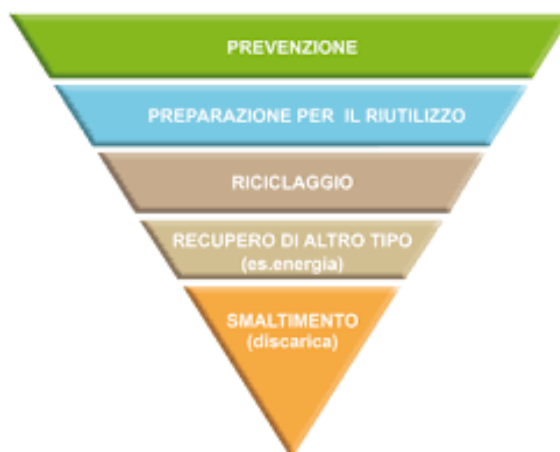 PREVENZIONE
PREPARAZIONE PER IL RIUTILIZZO
RICICLAGGIO
RECUPERO DI ALTRO TIPO
(es.energia)
SMALTIMENTO
(discarica)